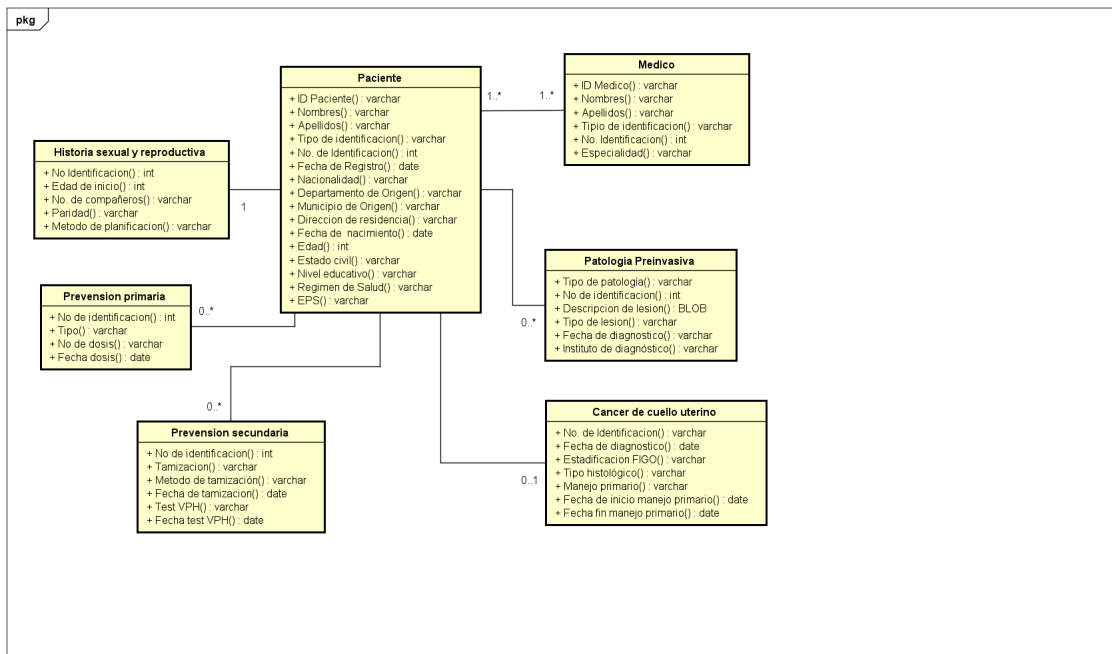 pkg
Paciente
+ ID Paciente() : varchar
+ Nombres() : varchar
+ Apellidos() : varchar
+ Tipo de identificacion() : varchar
+ No. de Identificacion() : int
+ Fecha de Registro() : date
+ Nacionalidad() : varchar
+ Departamento de Origen() : varchar
+ Municipio de Origen() : varchar
+ Direccion de residencia() : varchar
+ Fecha de nacimiento() : date
+ Edad() : int
+ Estado civil() : varchar
+ Nivel educativo() : varchar
+ Regimen de Salud() : varchar
+ EPS() : varchar
1..*
1..*
Medico
+ ID Medico() : varchar
+ Nombres() : varchar
+ Apellidos() : varchar
+ Tipio de identificacion() : varchar
+ No. Identificacion() : int
+ Especialidad() : varchar
Historia sexual y reproductiva
+ No Identificacion() : int
+ Edad de inicio() : int
+ No. de compañeros() : varchar
+ Paridad() : varchar
+ Metodo de planificacion() : varchar
1
Patologia Preinvasiva
+ Tipo de patología() : varchar
+ No de identificacion() : int
+ Descripcion de lesion() : BLOB
+ Tipo de lesion() : varchar
+ Fecha de diagnostico() : varchar
+ Instituto de diagnóstico() : varchar
0..*
Prevension primaria
+ No de identificacion() : int
+ Tipo() : varchar
+ No de dosis() : varchar
+ Fecha dosis() : date
0..*
0..*
Prevension secundaria
+ No de identificacion() : int
+ Tamizacion() : varchar
+ Metodo de tamización() : varchar
+ Fecha de tamizacion() : date
+ Test VPH() : varchar
+ Fecha test VPH() : date
Cancer de cuello uterino
+ No. de Identificacion() : varchar
+ Fecha de diagnostico() : date
+ Estadificacion FIGO() : varchar
+ Tipo histológico() : varchar
+ Manejo primario() : varchar
+ Fecha de inicio manejo primario() : date
+ Fecha fin manejo primario() : date
0..1